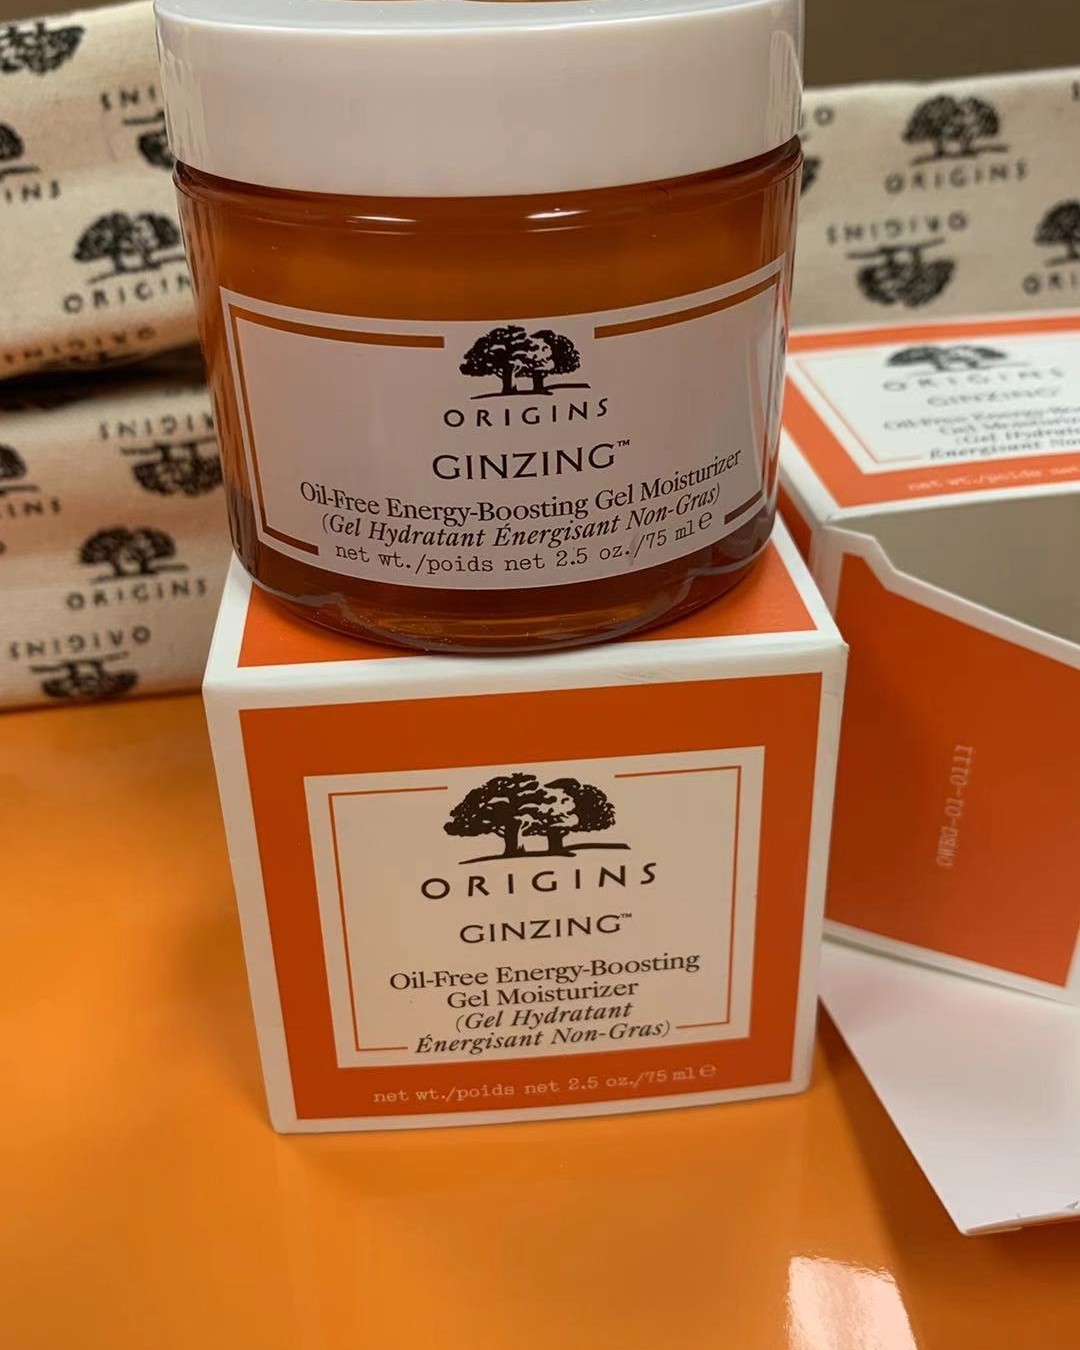 ORIGINS
GINZING™
Oil-Free Energy-Boosting Gel Moisturizer
(Gel Hydratant Énergisant Non-Gras)
net wt./poids net 2.5 oz./75 ml ℮
ORIGINS
GINZING™
Oil-Free Energy-Boosting
Gel Moisturizer
(Gel Hydratant
Énergisant Non-Gras)
net wt./poids net 2.5 oz./75 ml ℮
ORIGINS
GINZING
ORIGINS
ORIGINS
ORIGINS
ORIGINS
ORIGINS
ORIGINS